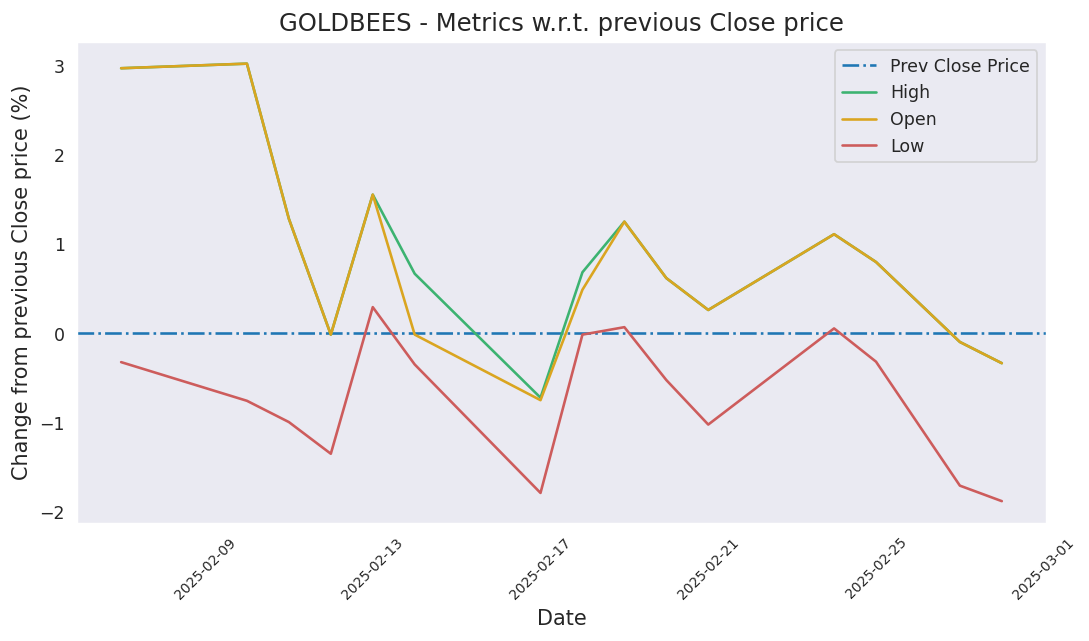 GOLDBEES - Metrics w.r.t. previous Close price
Change from previous Close price (%)
3
2
1
0
−1
−2
Prev Close Price
High
Open
Low
2025-02-09
2025-02-13
2025-02-17
2025-02-21
2025-02-25
2025-03-01
Date